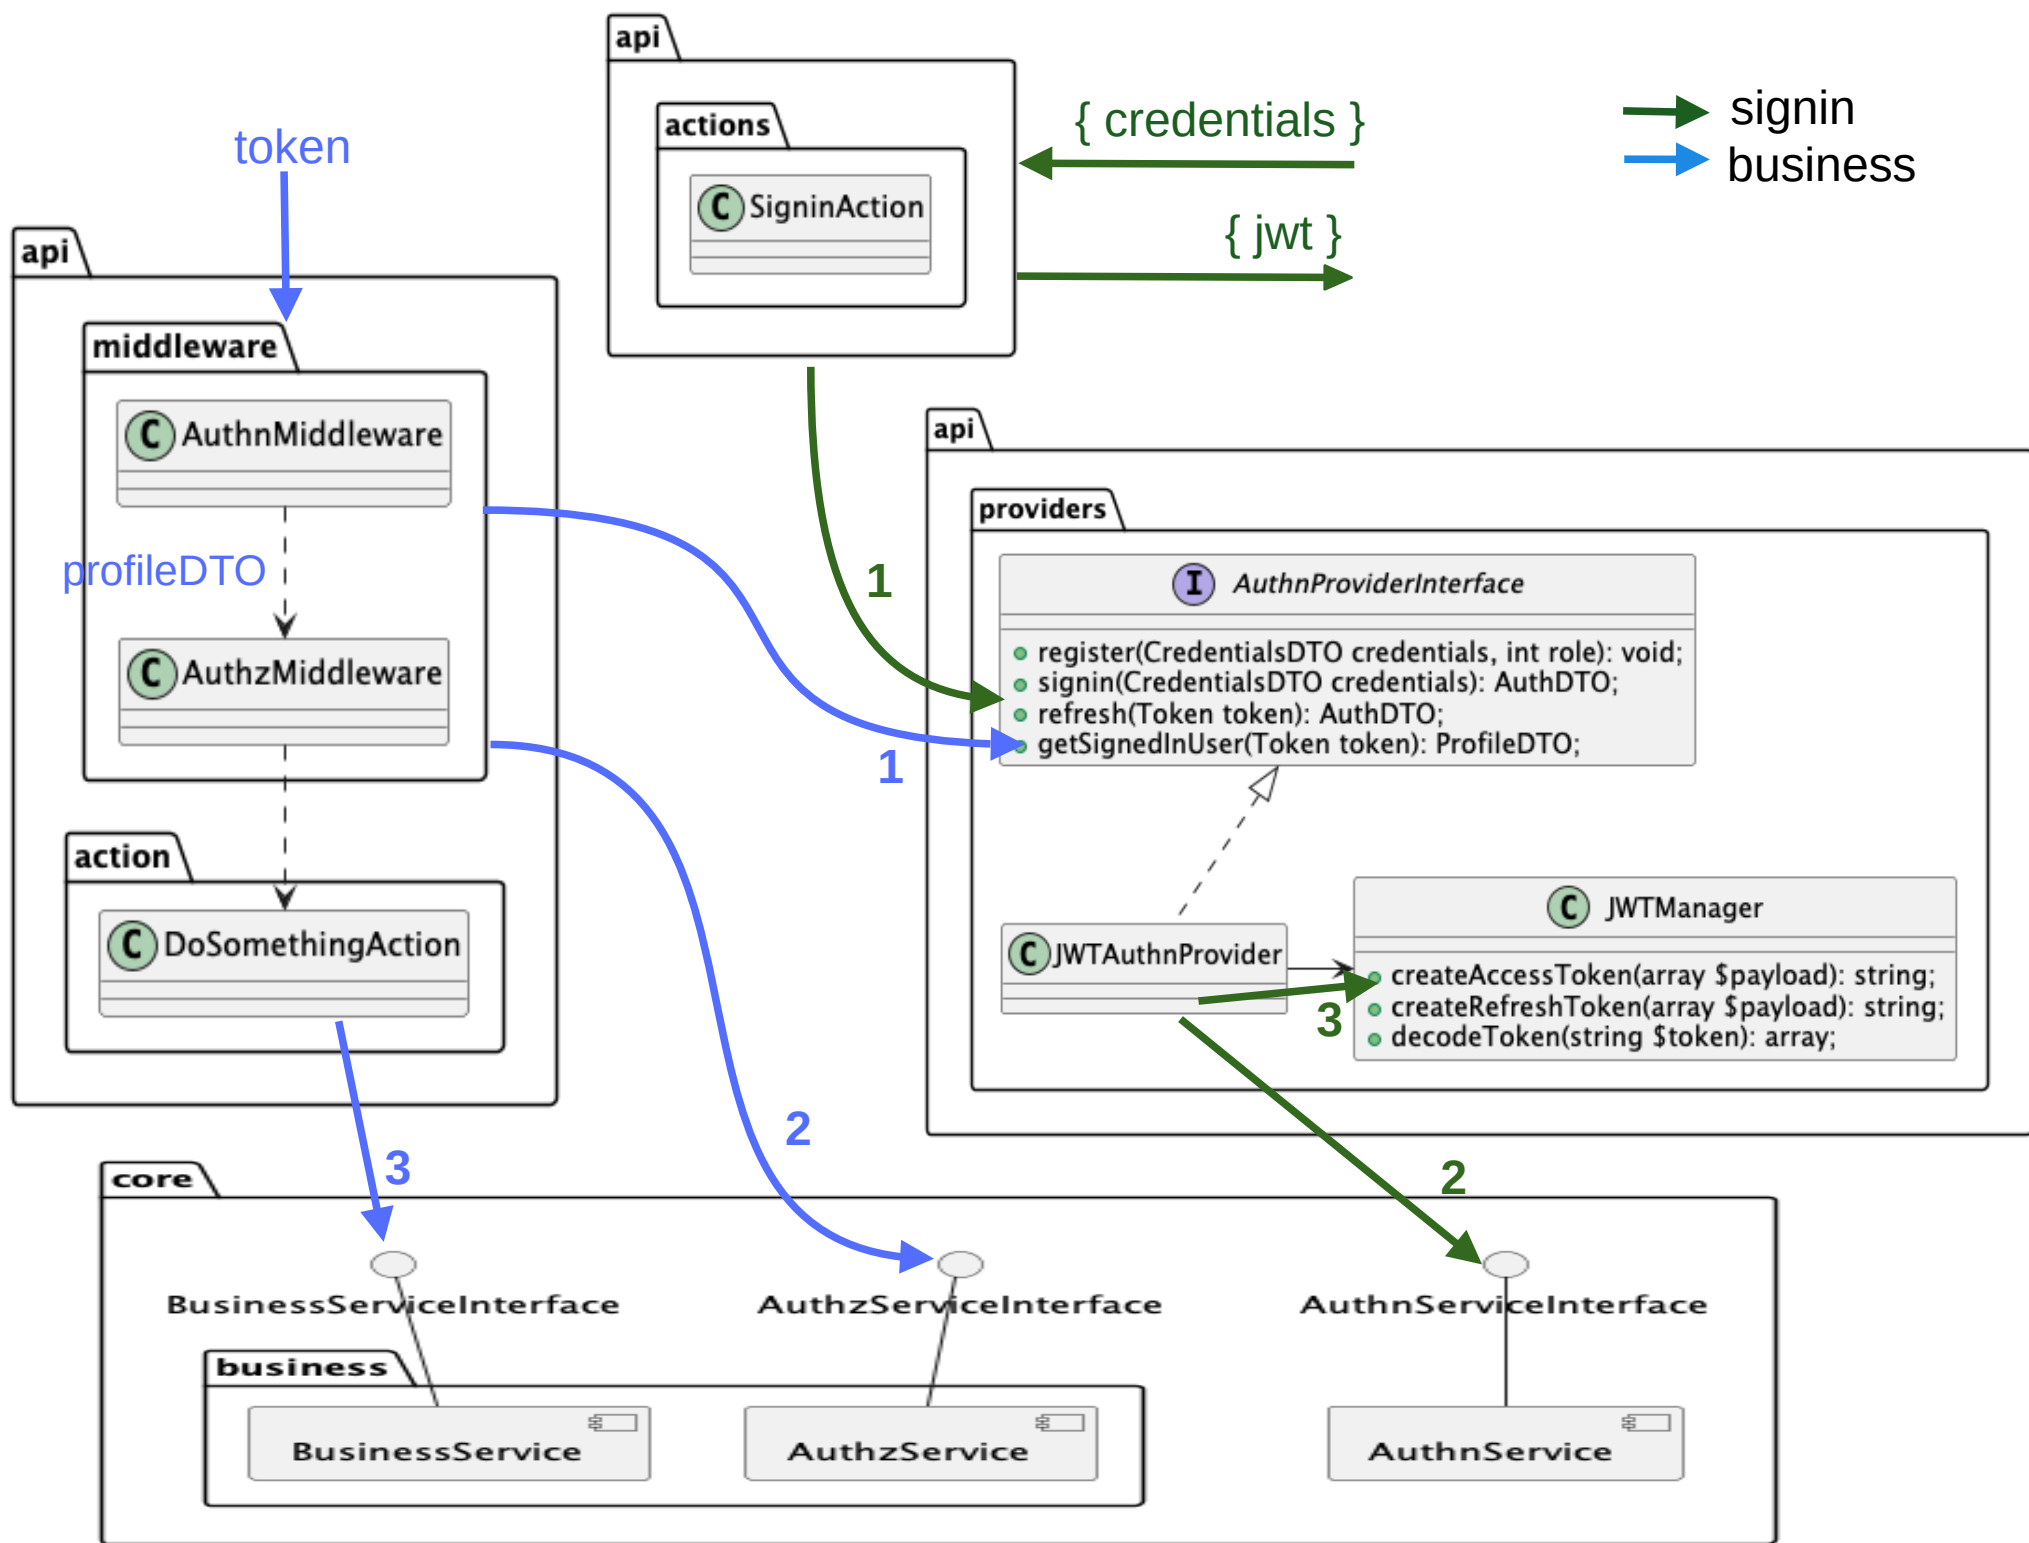 api
actions
SigninAction
{ credentials }
{ jwt }
signin
business
token
api
middleware
AuthnMiddleware
profileDTO
AuthzMiddleware
action
DoSomethingAction
1
1
2
3
api
providers
AuthnProviderInterface
register(CredentialsDTO credentials, int role): void;
signin(CredentialsDTO credentials): AuthDTO;
refresh(Token token): AuthDTO;
getSignedInUser(Token token): ProfileDTO;
JWTAuthnProvider
JWTManager
createAccessToken(array $payload): string;
createRefreshToken(array $payload): string;
decodeToken(string $token): array;
3
2
core
BusinessServiceInterface
AuthzServiceInterface
AuthnServiceInterface
business
BusinessService
AuthzService
AuthnService